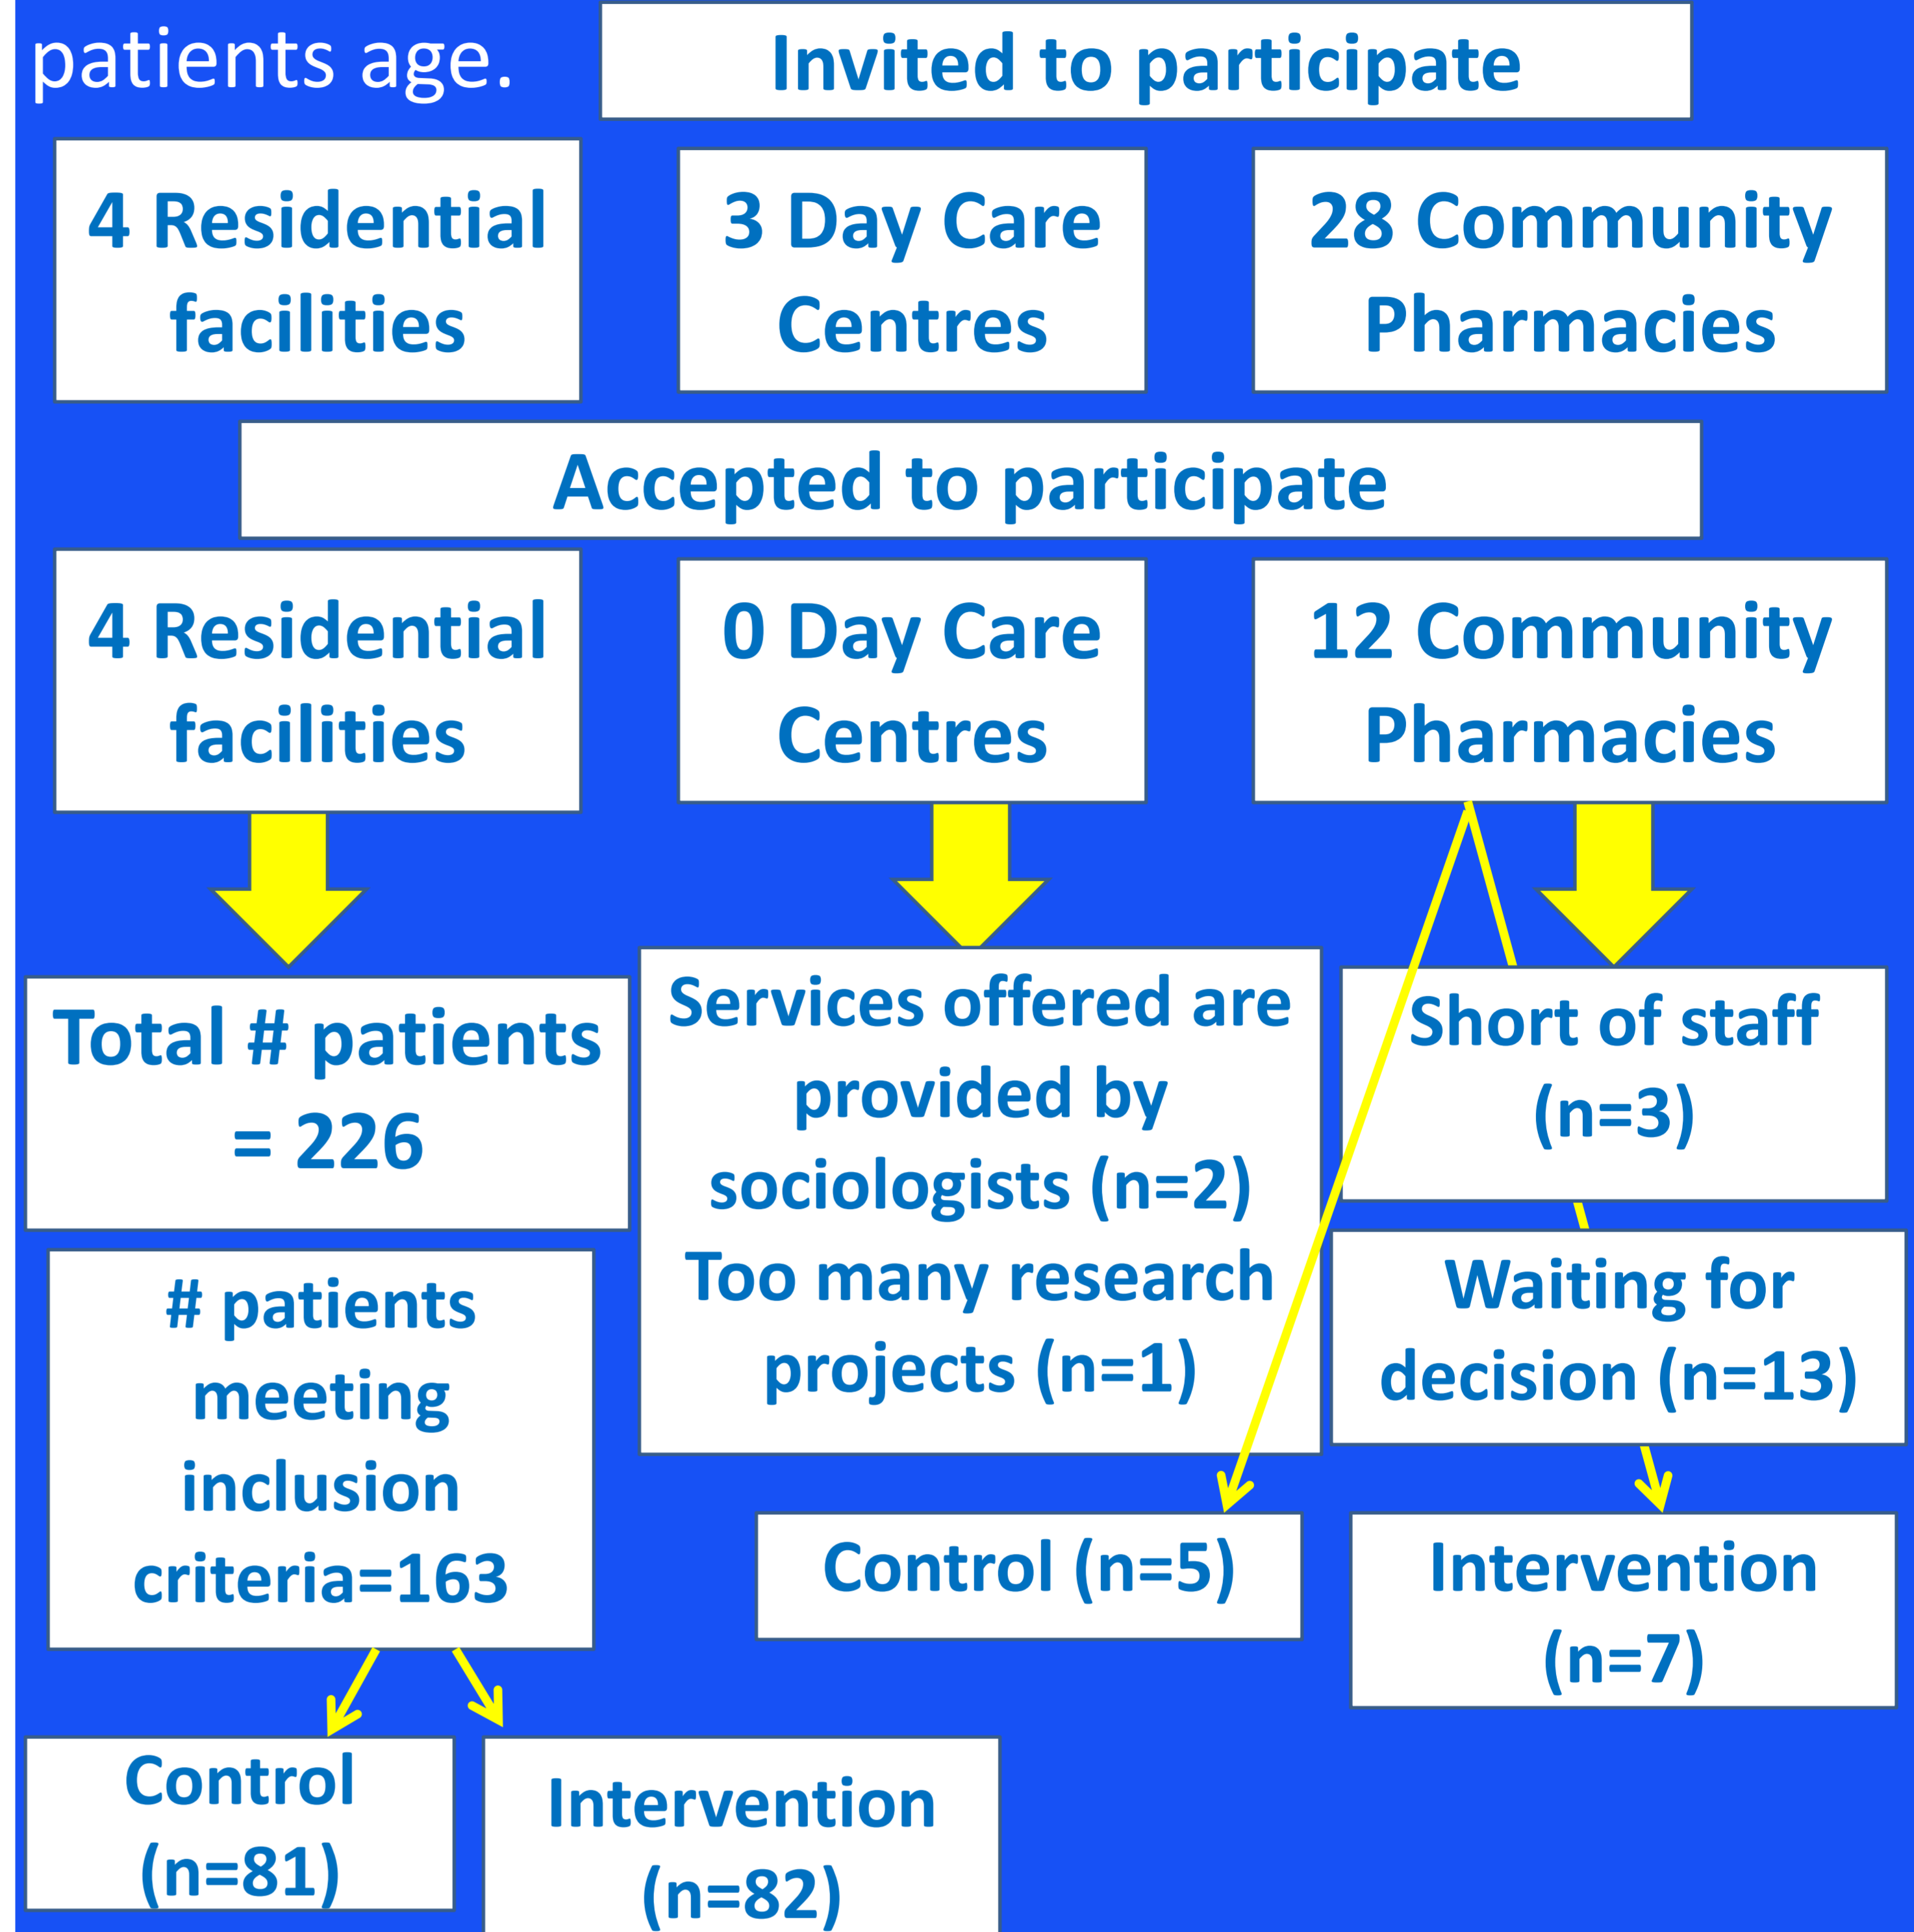 patients age.
Invited to participate
4 Residential
facilities
3 Day Care
Centres
28 Community
Pharmacies
Accepted to participate
4 Residential
facilities
0 Day Care
Centres
12 Community
Pharmacies
Total # patients
= 226
Services offered are
provided by
sociologists (n=2)
Too many research
projects (n=1)
Short of staff
(n=3)
Waiting for
decision (n=13)
# patients
meeting
inclusion
criteria=163
Control (n=5)
Intervention
(n=7)
Control
(n=81)
Intervention
(n=82)